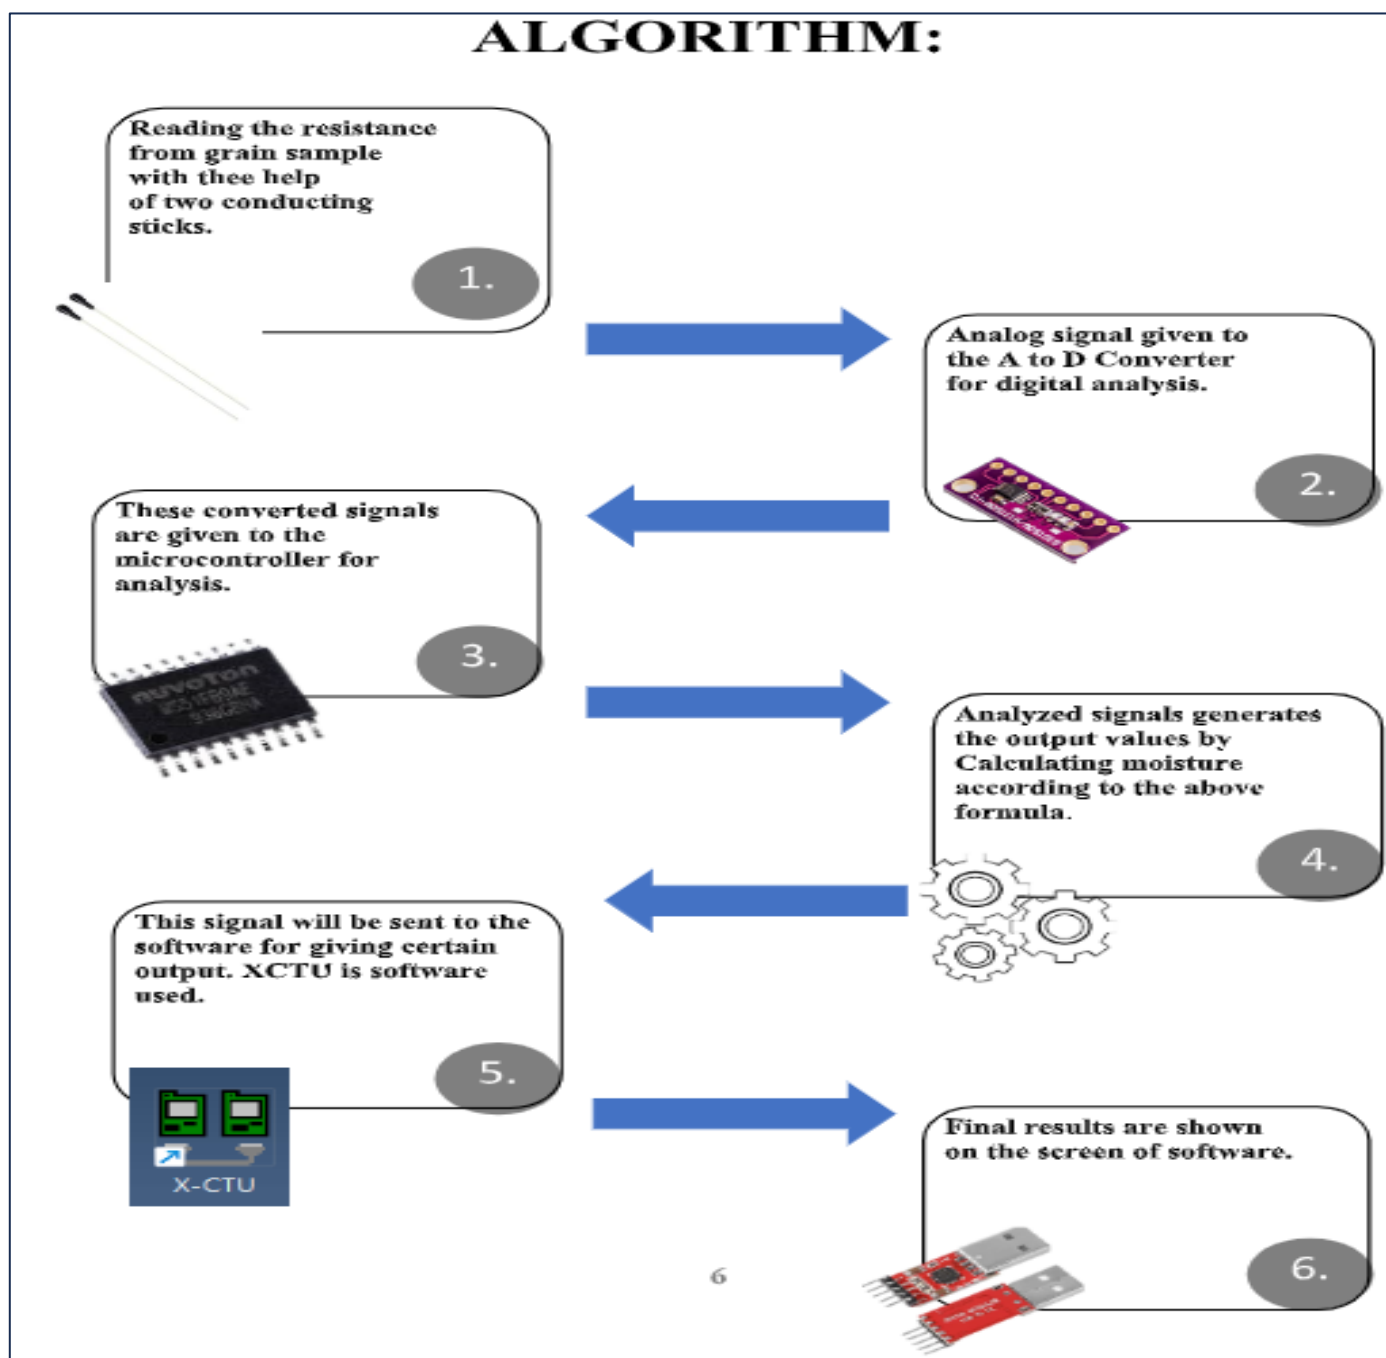 ALGORITHM:
Reading the resistance
from grain sample
with thee help
of two conducting
sticks.
1.
Analog signal given to
the A to D Converter
for digital analysis.
2.
These converted signals
are given to the
microcontroller for
analysis.
nuvoTon
3.
Analyzed signals generates
the output values by
Calculating moisture
according to the above
formula.
4.
This signal will be sent to the
software for giving certain
output. XCTU is software
used.
5.
X-CTU
Final results are shown
on the screen of software.
6.
6